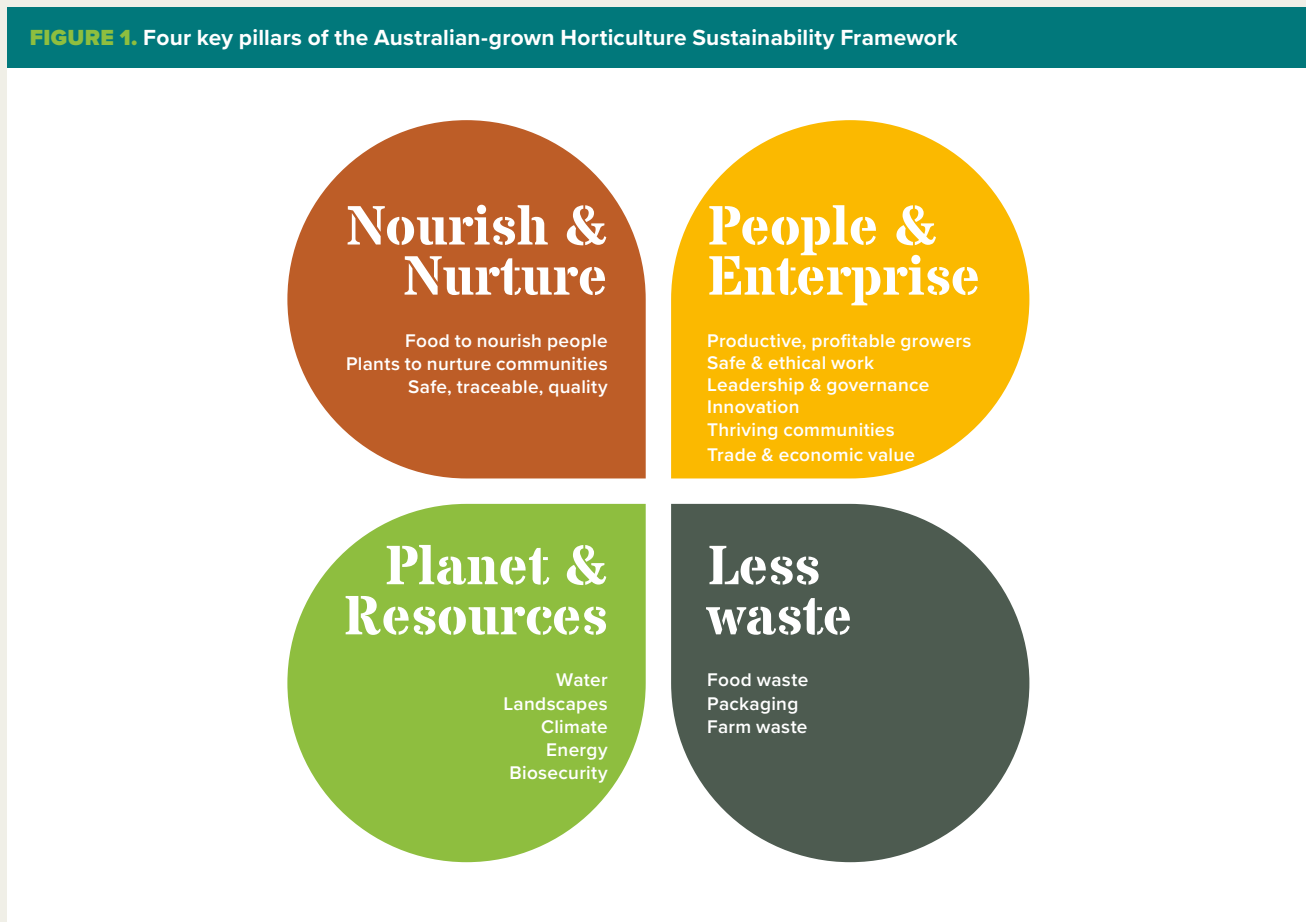 FIGURE 1. Four key pillars of the Australian-grown Horticulture Sustainability Framework
Nourish &
Nurture
Food to nourish people
Plants to nurture communities
Safe, traceable, quality
People &
Enterprise
Productive, profitable growers
Safe & ethical work
Leadership & governance
Innovation
Thriving communities
Trade & economic value
Planet &
Resources
Water
Landscapes
Climate
Energy
Biosecurity
Less
waste
Food waste
Packaging
Farm waste